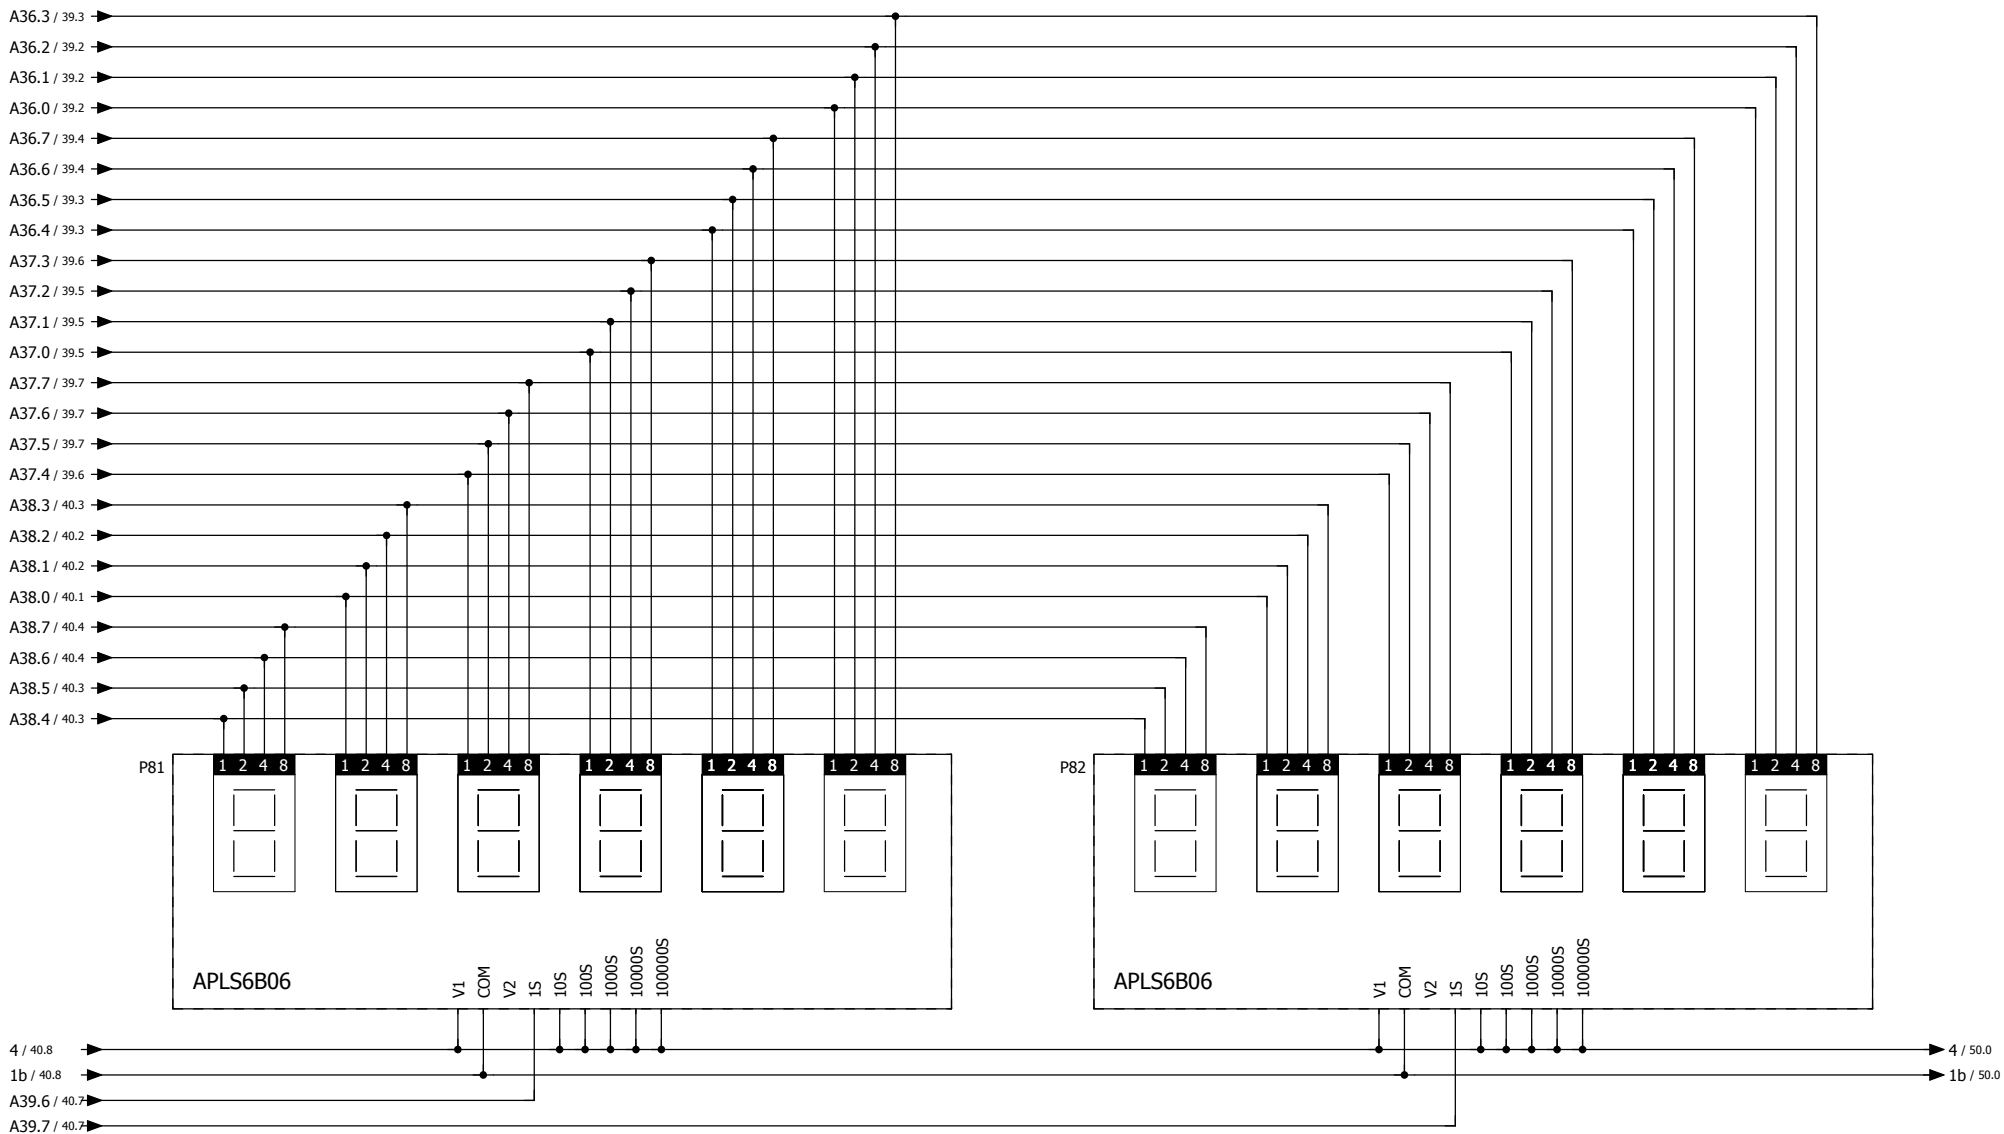 A36.3 / 39.3
A36.2 / 39.2
A36.1 / 39.2
A36.0 / 39.2
A36.7 / 39.4
A36.6 / 39.4
A36.5 / 39.3
A36.4 / 39.3
A37.3 / 39.6
A37.2 / 39.5
A37.1 / 39.5
A37.0 / 39.5
A37.7 / 39.7
A37.6 / 39.7
A37.5 / 39.7
A37.4 / 39.6
A38.3 / 40.3
A38.2 / 40.2
A38.1 / 40.2
A38.0 / 40.1
A38.7 / 40.4
A38.6 / 40.4
A38.5 / 40.3
A38.4 / 40.3
P81
1 2 4 8
1 2 4 8
1 2 4 8
1 2 4 8
1 2 4 8
1 2 4 8
APLS6B06
V1
COM
V2
1S
10S
100S
1000S
10000S
100000S
P82
1 2 4 8
1 2 4 8
1 2 4 8
1 2 4 8
1 2 4 8
1 2 4 8
APLS6B06
V1
COM
V2
1S
10S
100S
1000S
10000S
100000S
4 / 40.8
4 / 50.0
1b / 40.8
1b / 50.0
A39.6 / 40.7
A39.7 / 40.7